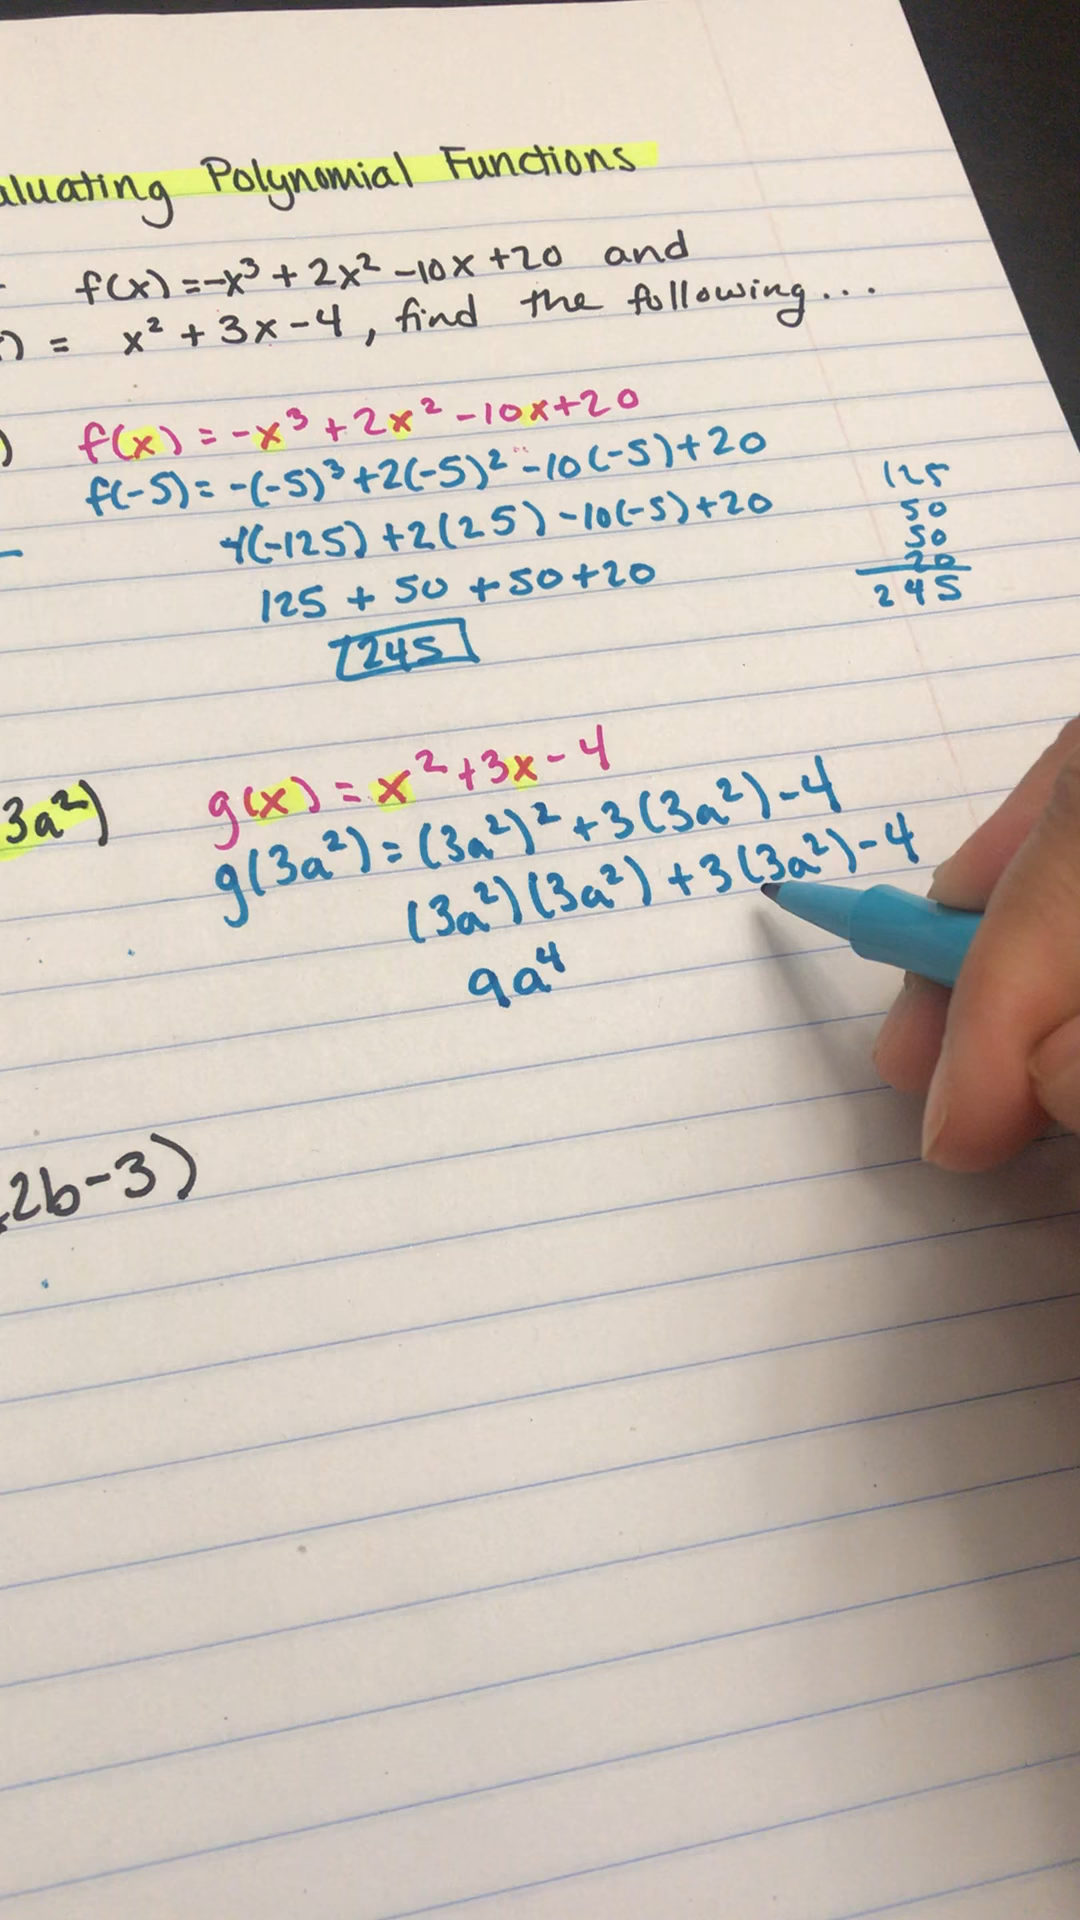 aluating Polynomial Functions
f(x) = -x³ + 2x² - 10x + 20 and
) = x² + 3x - 4, find the following...
) f(x) = -x³ + 2x² - 10x + 20
f(-5) = -(-5)³ + 2(-5)² - 10(-5) + 20
(-125) + 2(25) - 10(-5) + 20
125 + 50 + 50 + 20
245
125
50
50
20
245
3a²) g(x) = x² + 3x - 4
g(3a²) = (3a²)² + 3(3a²) - 4
(3a²)(3a²) + 3(3a²) - 4
9a⁴
2b - 3)